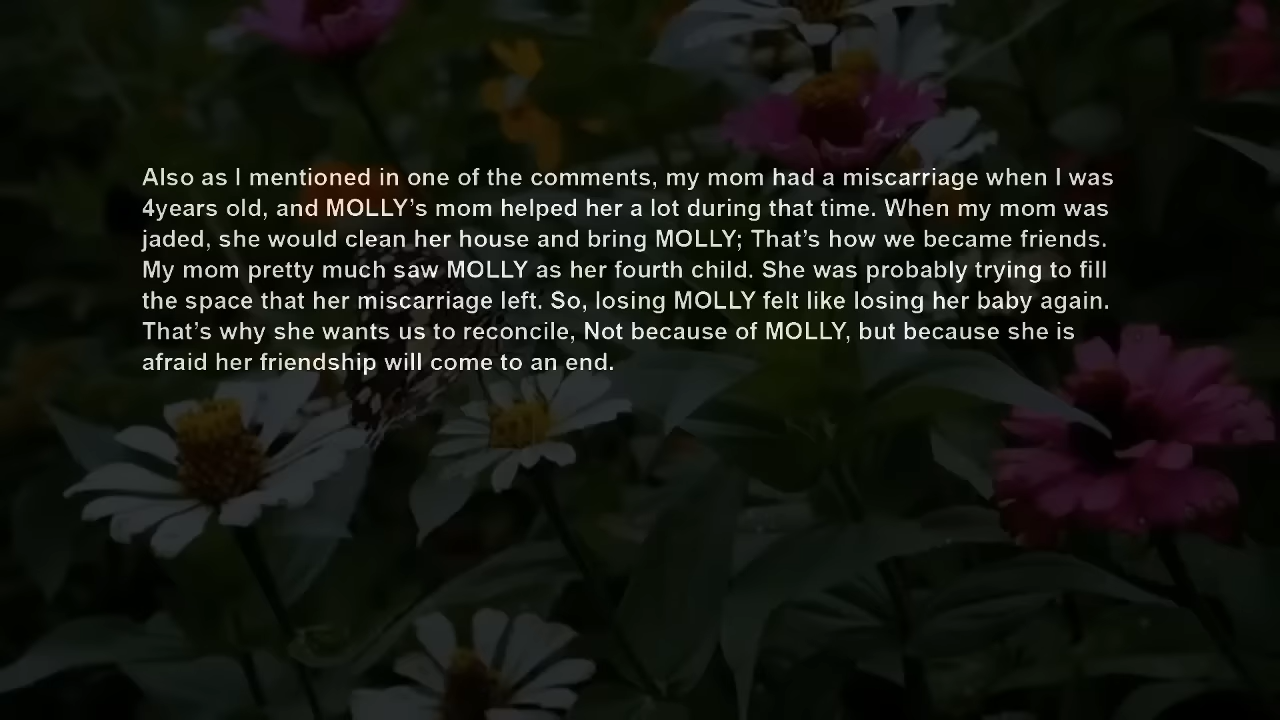 Also as I mentioned in one of the comments, my mom had a miscarriage when I was
4years old, and MOLLY’s mom helped her a lot during that time. When my mom was
jaded, she would clean her house and bring MOLLY; That’s how we became friends.
My mom pretty much saw MOLLY as her fourth child. She was probably trying to fill
the space that her miscarriage left. So, losing MOLLY felt like losing her baby again.
That’s why she wants us to reconcile, Not because of MOLLY, but because she is
afraid her friendship will come to an end.